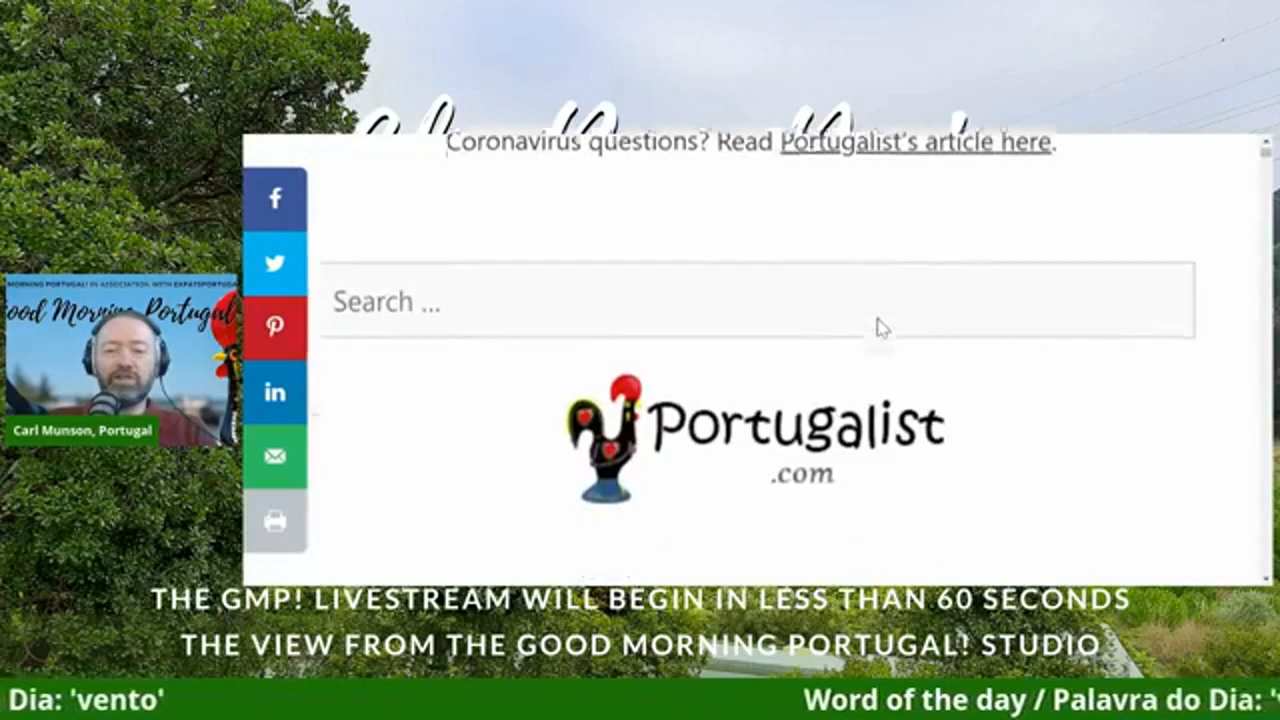 Coronavirus questions? Read Portugalist's article here.
Search ...
MORNING PORTUGAL! IN ASSOCIATION WITH EXPATSPORTUGA
ood Morning Portugal
Carl Munson, Portugal
Portugalist
.com
THE GMP! LIVESTREAM WILL BEGIN IN LESS THAN 60 SECONDS
THE VIEW FROM THE GOOD MORNING PORTUGAL! STUDIO
Dia: 'vento' Word of the day / Palavra do Dia: '